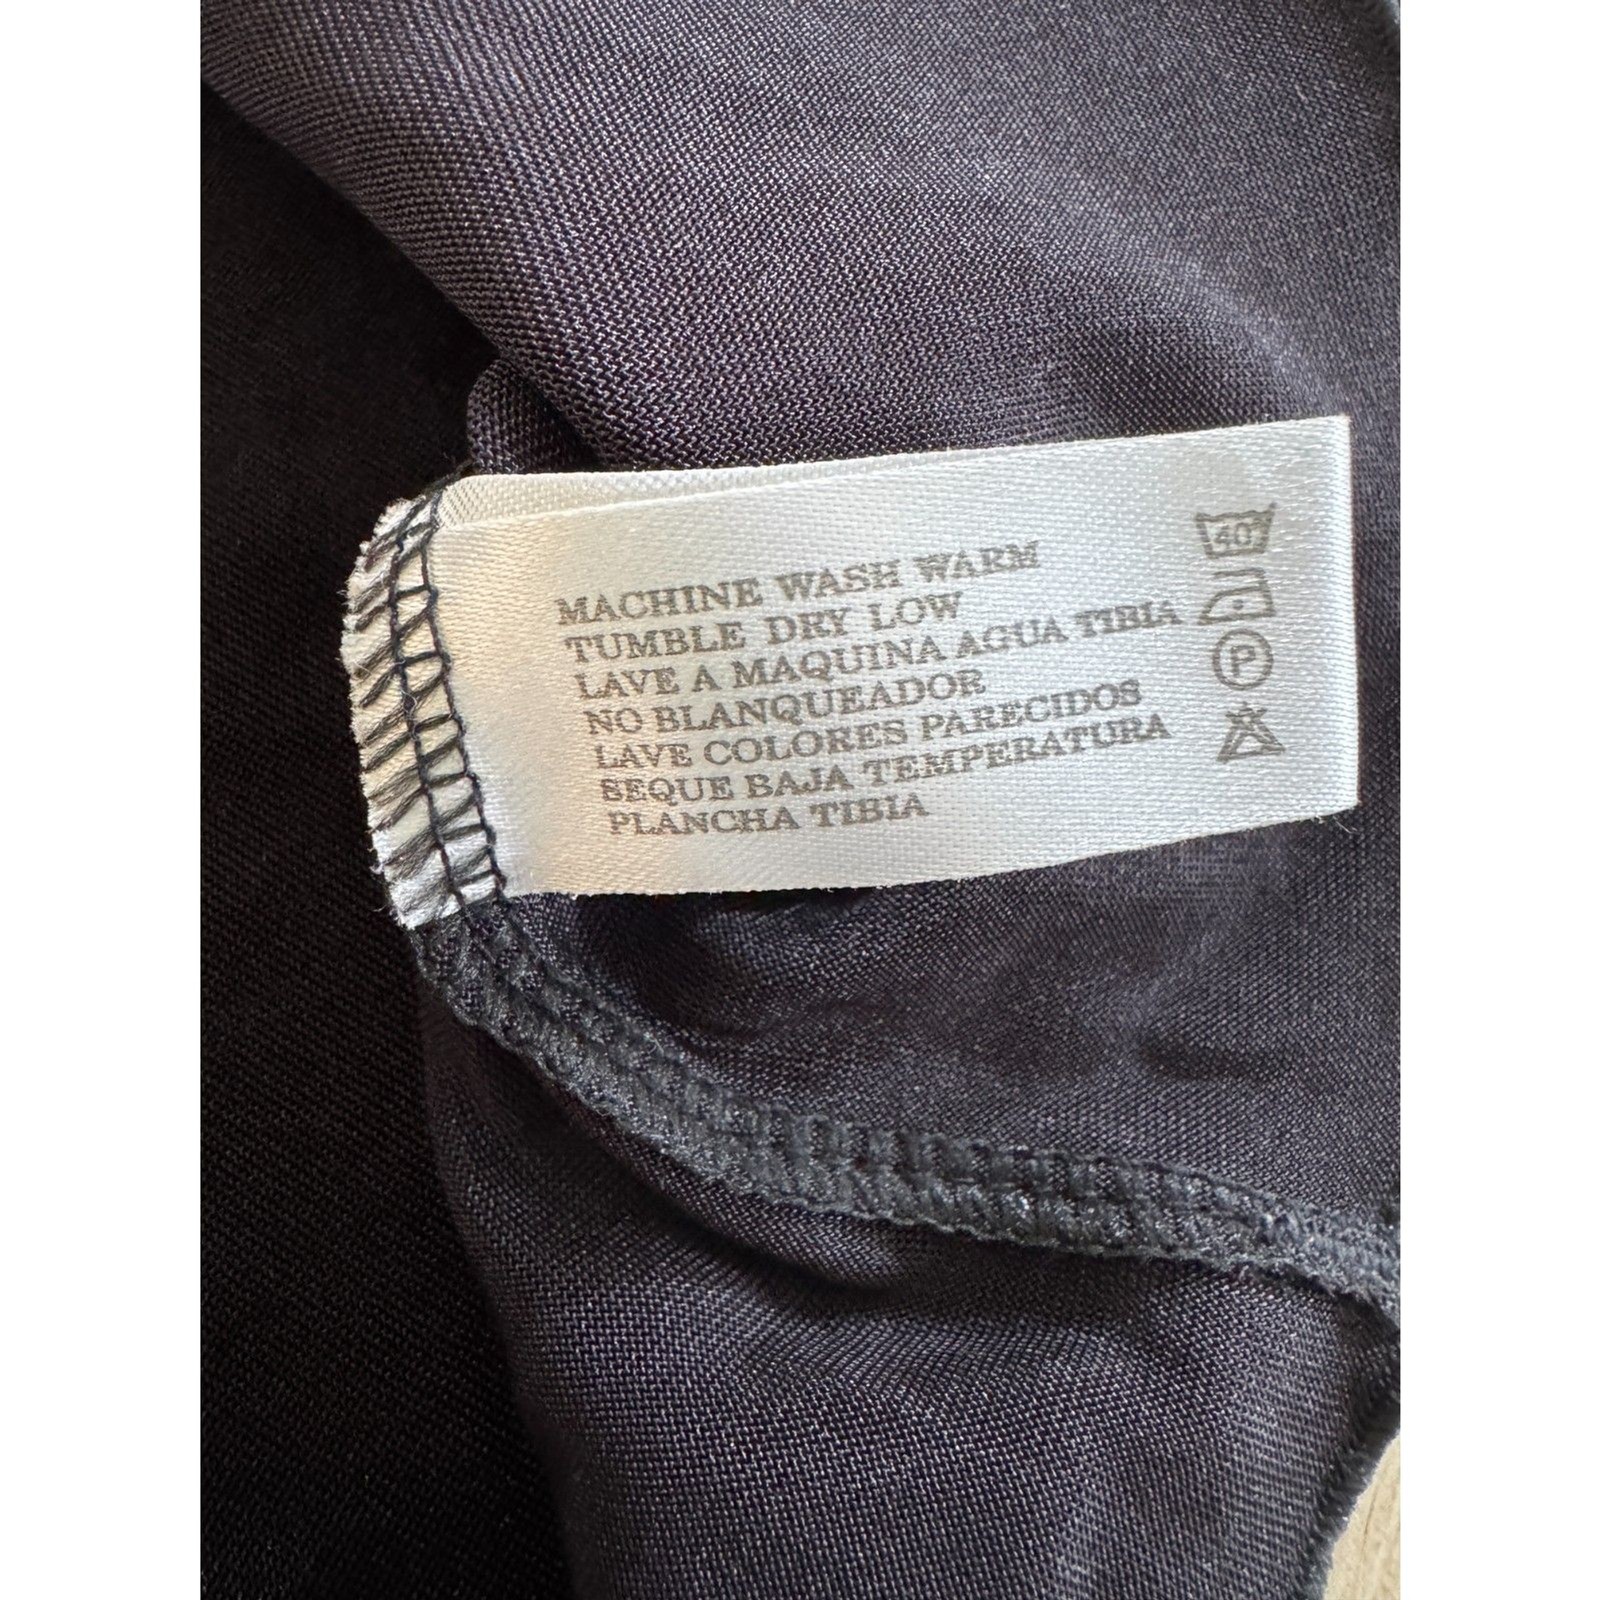 MACHINE WASH WARM
TUMBLE DRY LOW
LAVE A MAQUINA AGUA TIBIA
NO BLANQUEADOR
LAVE COLORES PARECIDOS
SEQUE BAJA TEMPERATURA
PLANCHA TIBIA
40°
P